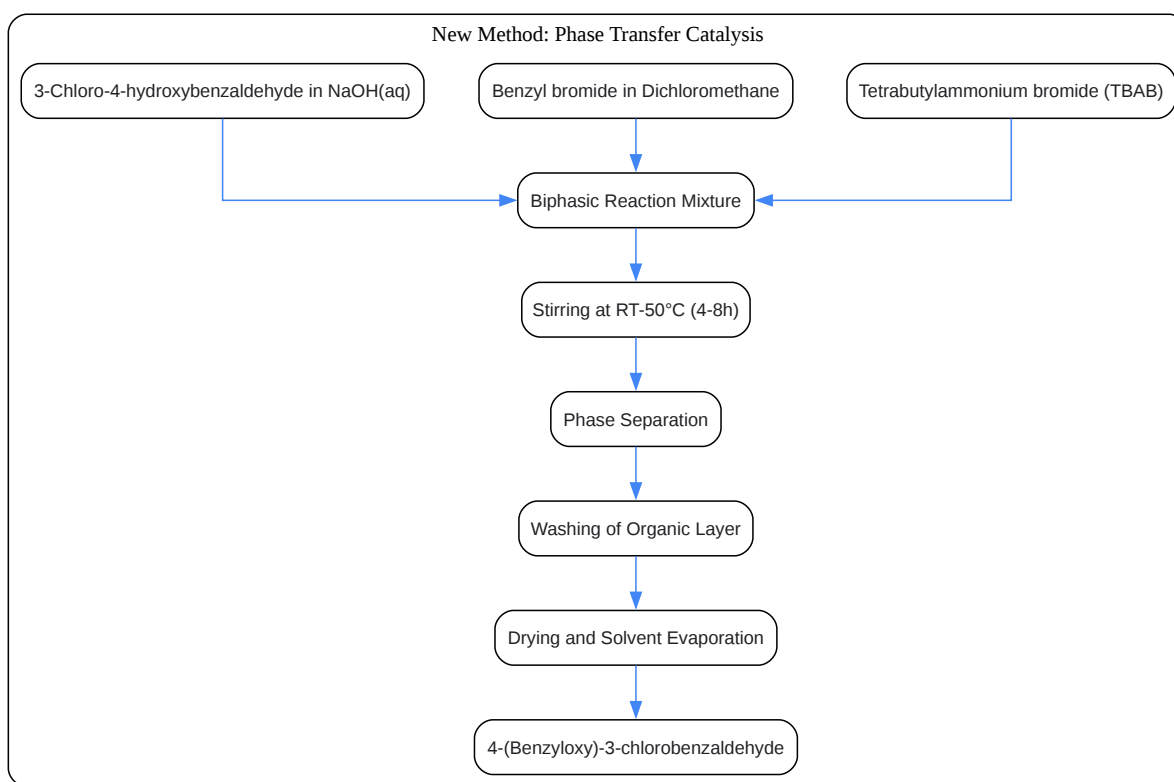 New Method: Phase Transfer Catalysis
3-Chloro-4-hydroxybenzaldehyde in NaOH(aq)
Benzyl bromide in Dichloromethane
Tetrabutylammonium bromide (TBAB)
Biphasic Reaction Mixture
Stirring at RT-50°C (4-8h)
Phase Separation
Washing of Organic Layer
Drying and Solvent Evaporation
4-(Benzyloxy)-3-chlorobenzaldehyde